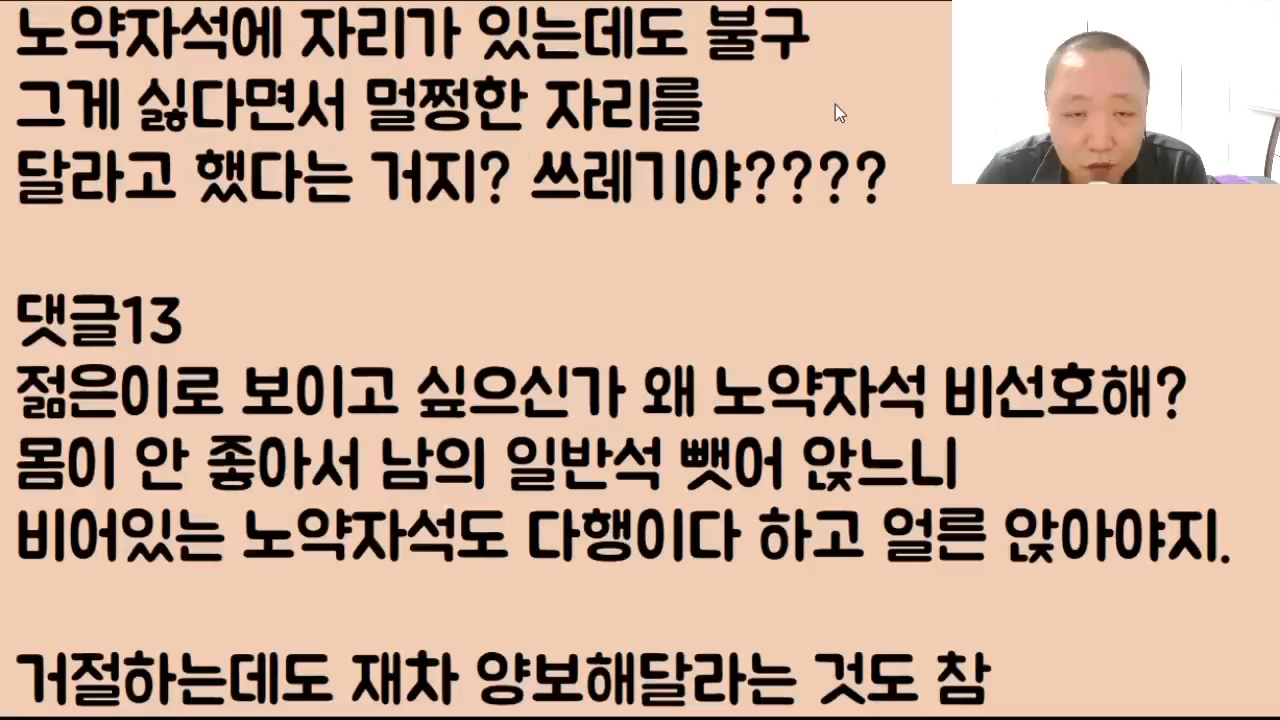 노약자석에 자리가 있는데도 불구
그게 싫다면서 멀쩡한 자리를
달라고 했다는 거지? 쓰레기야????
댓글13
젊은이로 보이고 싶으신가 왜 노약자석 비선호해?
몸이 안 좋아서 남의 일반석 뺏어 앉느니
비어있는 노약자석도 다행이다 하고 얼른 앉아야지.
거절하는데도 재차 양보해달라는 것도 참